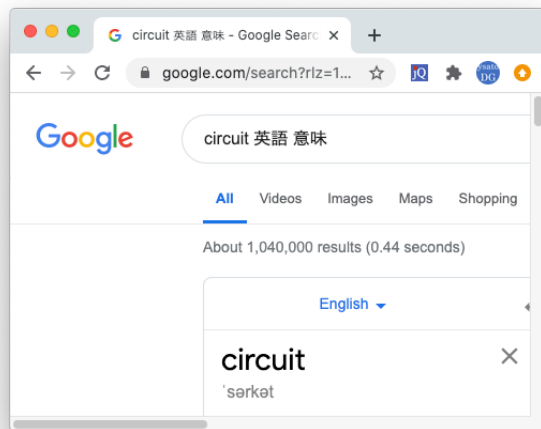 circuit 英語 意味 - Google Searc
google.com/search?rlz=1...
jQ
DG
Google
circuit 英語 意味
All Videos Images Maps Shopping
About 1,040,000 results (0.44 seconds)
English
circuit
ˈsərkət